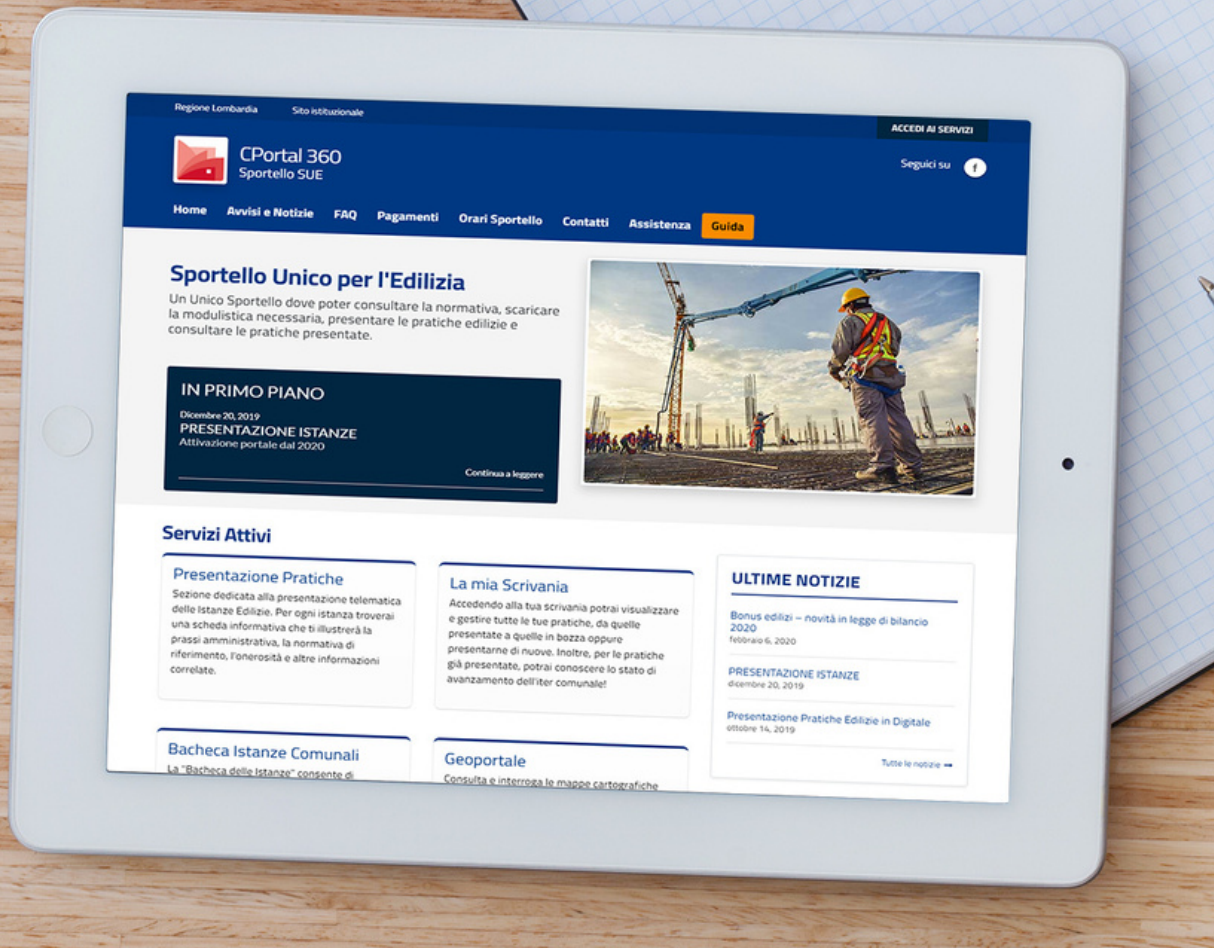 Regione Lombardia
Sito istituzionale
ACCEDI AI SERVIZI
CPortal 360
Sportello SUE
Seguici su
f
Home
Avvisi e Notizie
FAQ
Pagamenti
Orari Sportello
Contatti
Assistenza
Guida
Sportello Unico per l'Edilizia
Un Unico Sportello dove poter consultare la normativa, scaricare
la modulistica necessaria, presentare le pratiche edilizie e
consultare le pratiche presentate.
IN PRIMO PIANO
Dicembre 20, 2019
PRESENTAZIONE ISTANZE
Attivazione portale dal 2020
Continua a leggere
Servizi Attivi
Presentazione Pratiche
Sezione dedicata alla presentazione telematica
delle Istanze Edilizie. Per ogni istanza troverai
una scheda informativa che ti illustrerà la
prassi amministrativa, la normativa di
riferimento, l'onerosità e altre informazioni
correlate.
La mia Scrivania
Accedendo alla tua scrivania potrai visualizzare
e gestire tutte le tue pratiche, da quelle
presentate a quelle in bozza oppure
presentarne di nuove. Inoltre, per le pratiche
già presentate, potrai conoscere lo stato di
avanzamento dell'iter comunale!
ULTIME NOTIZIE
Bonus edilizi – novità in legge di bilancio
2020
febbraio 6, 2020
PRESENTAZIONE ISTANZE
dicembre 20, 2019
Presentazione Pratiche Edilizie in Digitale
ottobre 14, 2019
Tutte le notizie →
Bacheca Istanze Comunali
La "Bacheca delle Istanze" consente di
Geoportale
Consulta e interroga le mappe cartografiche